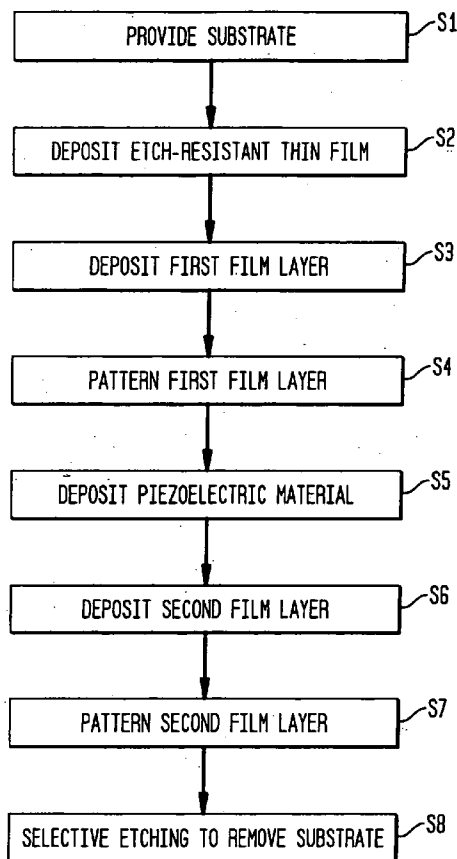 PROVIDE SUBSTRATE S1
DEPOSIT ETCH-RESISTANT THIN FILM S2
DEPOSIT FIRST FILM LAYER S3
PATTERN FIRST FILM LAYER S4
DEPOSIT PIEZOELECTRIC MATERIAL S5
DEPOSIT SECOND FILM LAYER S6
PATTERN SECOND FILM LAYER S7
SELECTIVE ETCHING TO REMOVE SUBSTRATE S8